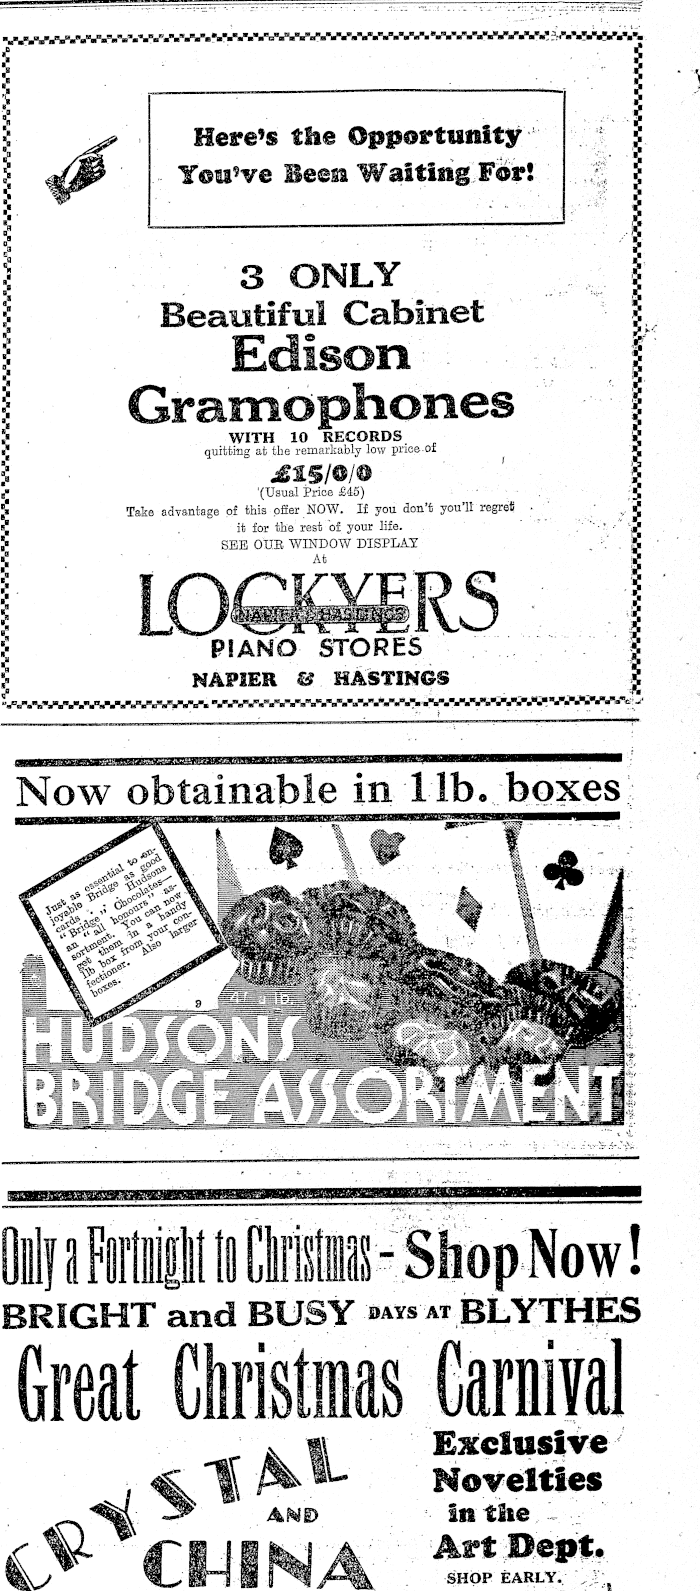 Here's the Opportunity
You've Been Waiting For!
3 ONLY
Beautiful Cabinet
Edison
Gramophones
WITH 10 RECORDS
quitting at the remarkably low price of
£15/0/0
(Usual Price £45)
Take advantage of this offer NOW. If you don't you'll regret
it for the rest of your life.
SEE OUR WINDOW DISPLAY
At
LOCKYERS
NAPIER & HASTINGS
PIANO STORES
NAPIER & HASTINGS
Now obtainable in 1 lb. boxes
Just as essential to en-
joyable Bridge as good
cards . . . Hudsons
"Bridge" Chocolates—
an "all honours" as-
sortment. You can now
get them in a handy
1lb box from your con-
fectioner. Also larger
boxes.
9
4/- a lb.
HUDSONS
BRIDGE ASSORTMENT
Only a Fortnight to Christmas - Shop Now!
BRIGHT and BUSY DAYS AT BLYTHES
Great Christmas Carnival
CRYSTAL
AND
CHINA
Exclusive
Novelties
in the
Art Dept.
SHOP EARLY.